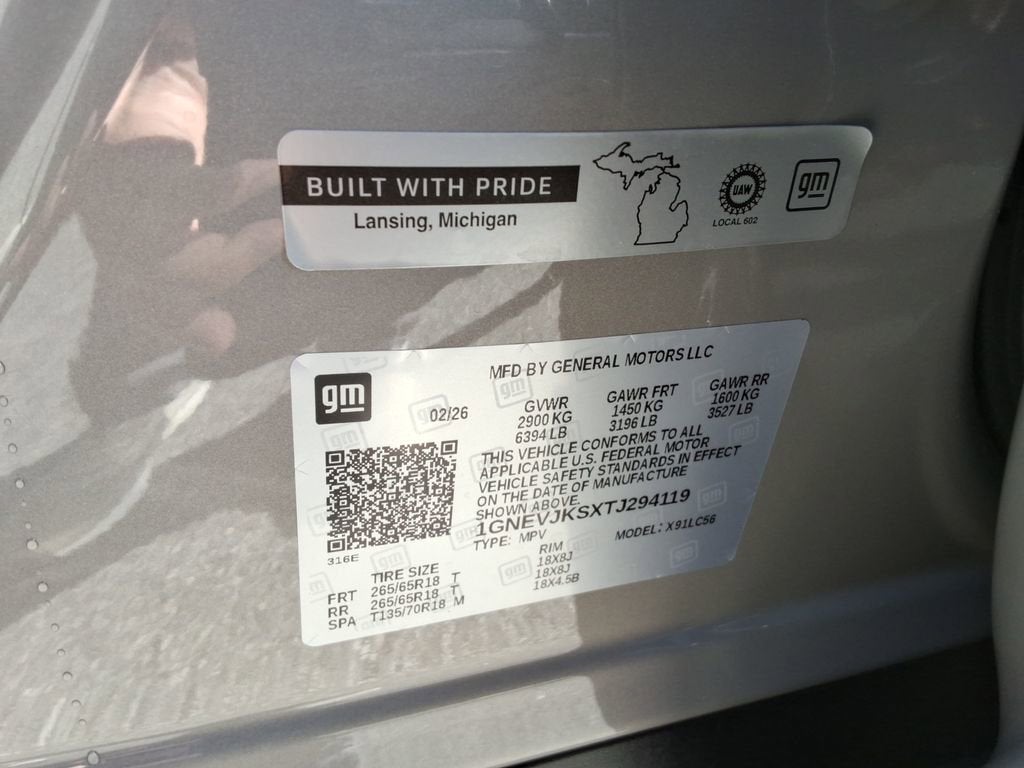 BUILT WITH PRIDE
Lansing, Michigan
UAW
LOCAL 602
gm
gm
MFD BY GENERAL MOTORS LLC
02/26
GVWR GAWR FRT GAWR RR
2900 KG 1450 KG 1600 KG
6394 LB 3196 LB 3527 LB
THIS VEHICLE CONFORMS TO ALL
APPLICABLE U.S. FEDERAL MOTOR
VEHICLE SAFETY STANDARDS IN EFFECT
ON THE DATE OF MANUFACTURE
SHOWN ABOVE.
1GNEVJKSXTJ294119
TYPE: MPV MODEL: X91LC56
316E
TIRE SIZE RIM
FRT 265/65R18 T 18X8J
RR 265/65R18 T 18X8J
SPA T135/70R18 M 18X4.5B